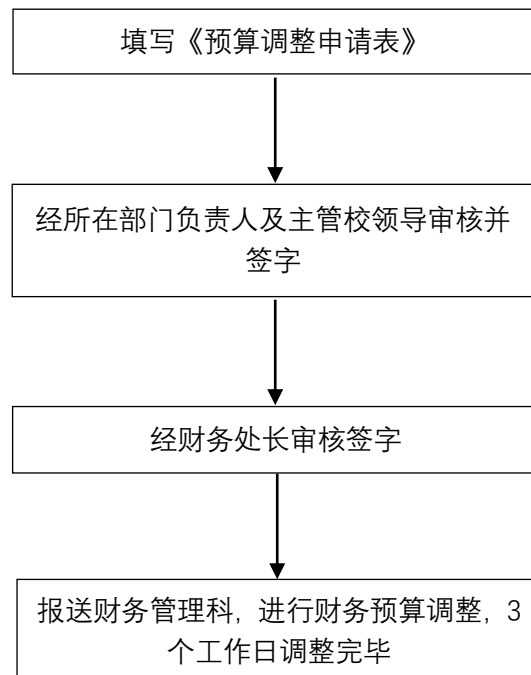 填写《预算调整申请表》
经所在部门负责人及主管校领导审核并
签字
经财务处长审核签字
报送财务管理科，进行财务预算调整，3
个工作日调整完毕